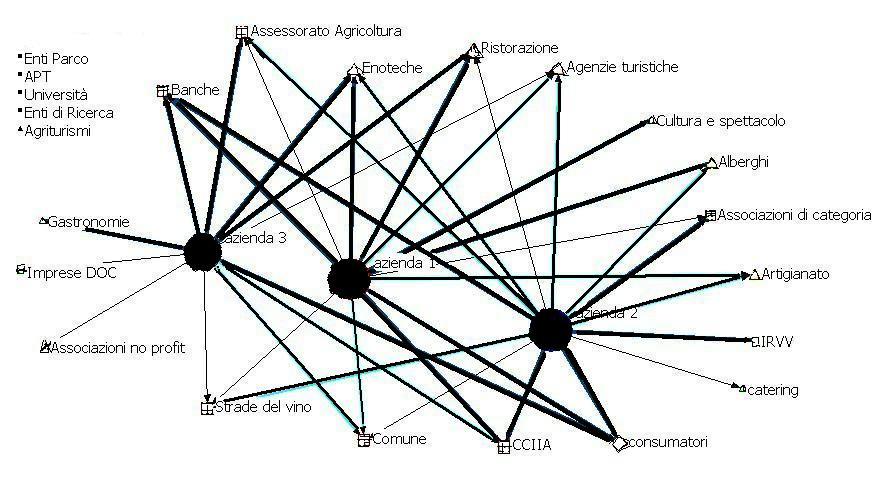 Assessorato Agricoltura
Ristorazione
Enti Parco
APT
Università
Enti di Ricerca
Agriturismi
Enoteche
Agenzie turistiche
Banche
Cultura e spettacolo
Alberghi
Associazioni di categoria
Gastronomie
azienda 3
azienda 1
Imprese DOC
Artigianato
azienda 2
IRVV
Associazioni no profit
catering
Strade del vino
Comune
CCIIA
consumatori